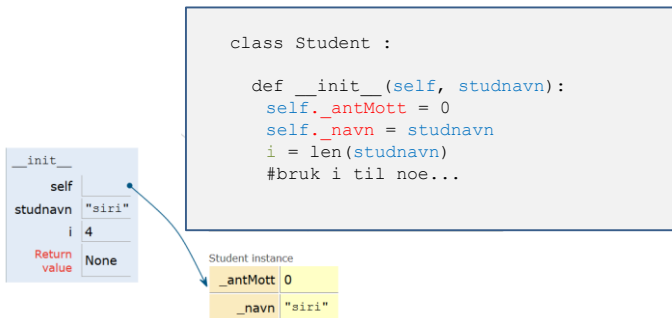 class Student :
def __init__(self, studnavn):
self._antMott = 0
self._navn = studnavn
i = len(studnavn)
#bruk i til noe...
__init__
self
studnavn "siri"
i 4
Return
value None
Student instance
_antMott 0
_navn "siri"